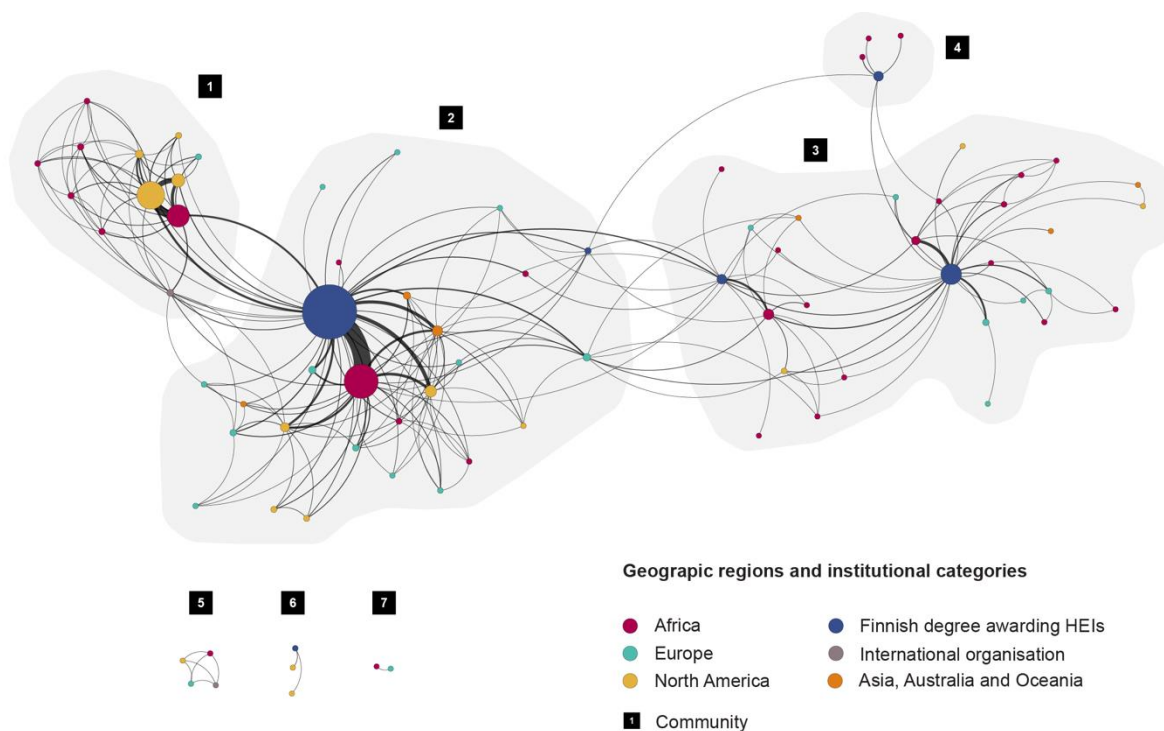 1
4
2
3
Geograpic regions and institutional categories
5
6
7
Africa
Finnish degree awarding HEIs
Europe
International organisation
North America
Asia, Australia and Oceania
1 Community